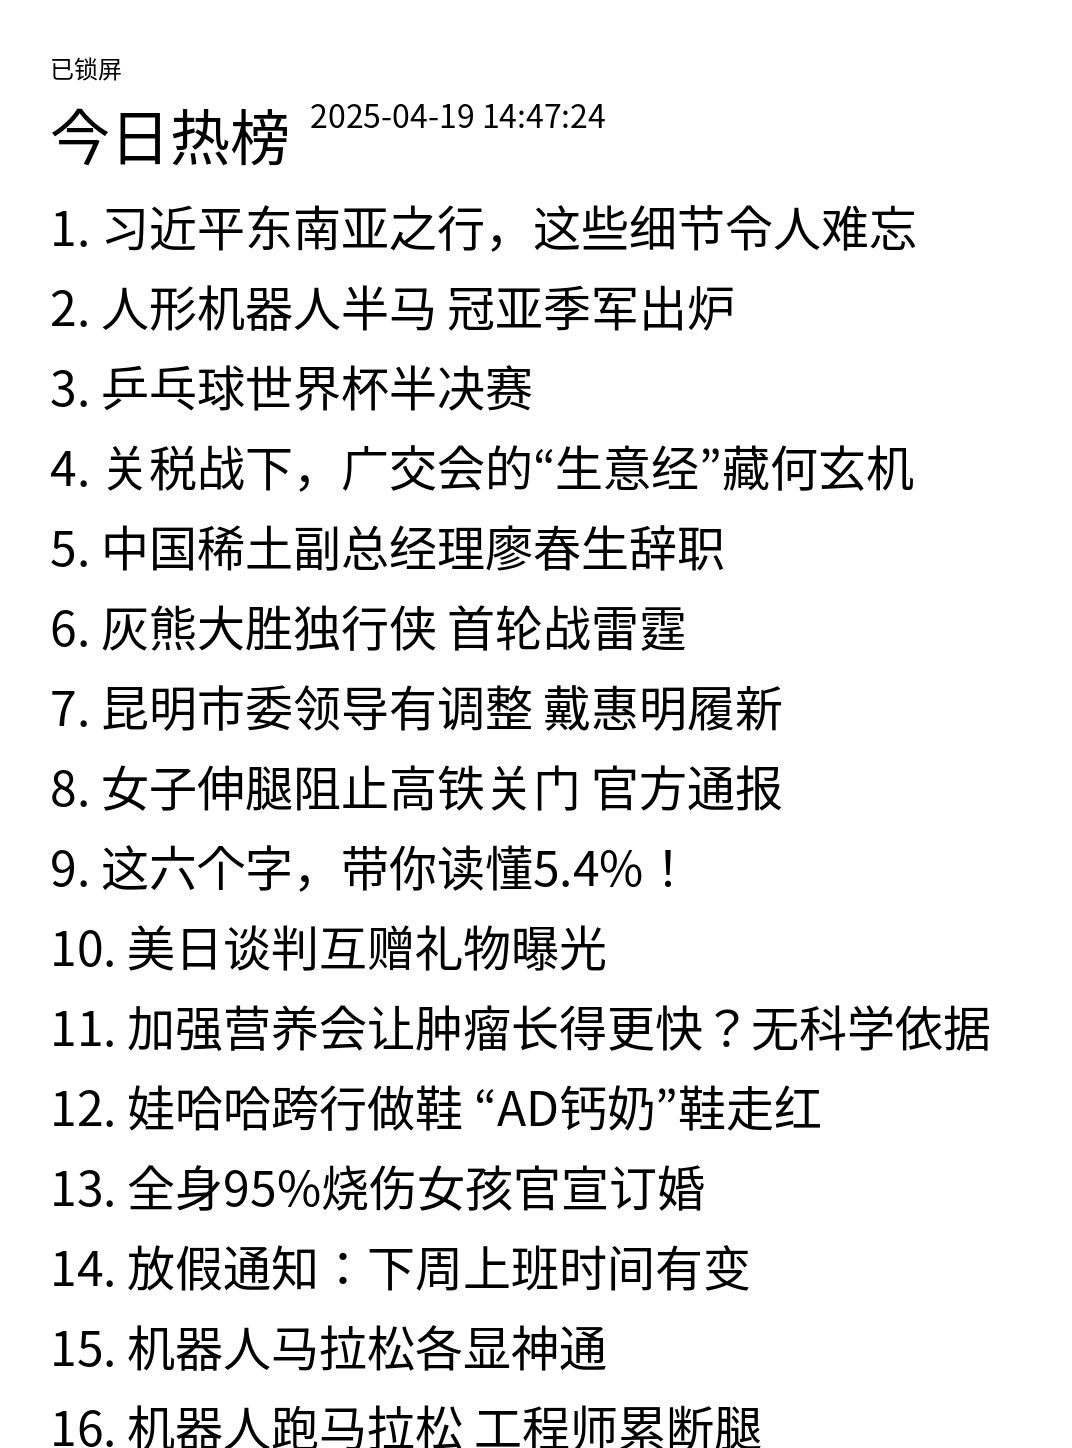 已锁屏
今日热榜 2025-04-19 14:47:24
1. 习近平东南亚之行，这些细节令人难忘
2. 人形机器人半马 冠亚季军出炉
3. 乒乓球世界杯半决赛
4. 关税战下，广交会的“生意经”藏何玄机
5. 中国稀土副总经理廖春生辞职
6. 灰熊大胜独行侠 首轮战雷霆
7. 昆明市委领导有调整 戴惠明履新
8. 女子伸腿阻止高铁关门 官方通报
9. 这六个字，带你读懂5.4%！
10. 美日谈判互赠礼物曝光
11. 加强营养会让肿瘤长得更快？无科学依据
12. 娃哈哈跨行做鞋 “AD钙奶”鞋走红
13. 全身95%烧伤女孩官宣订婚
14. 放假通知：下周上班时间有变
15. 机器人马拉松各显神通
16. 机器人跑马拉松 工程师累断腿